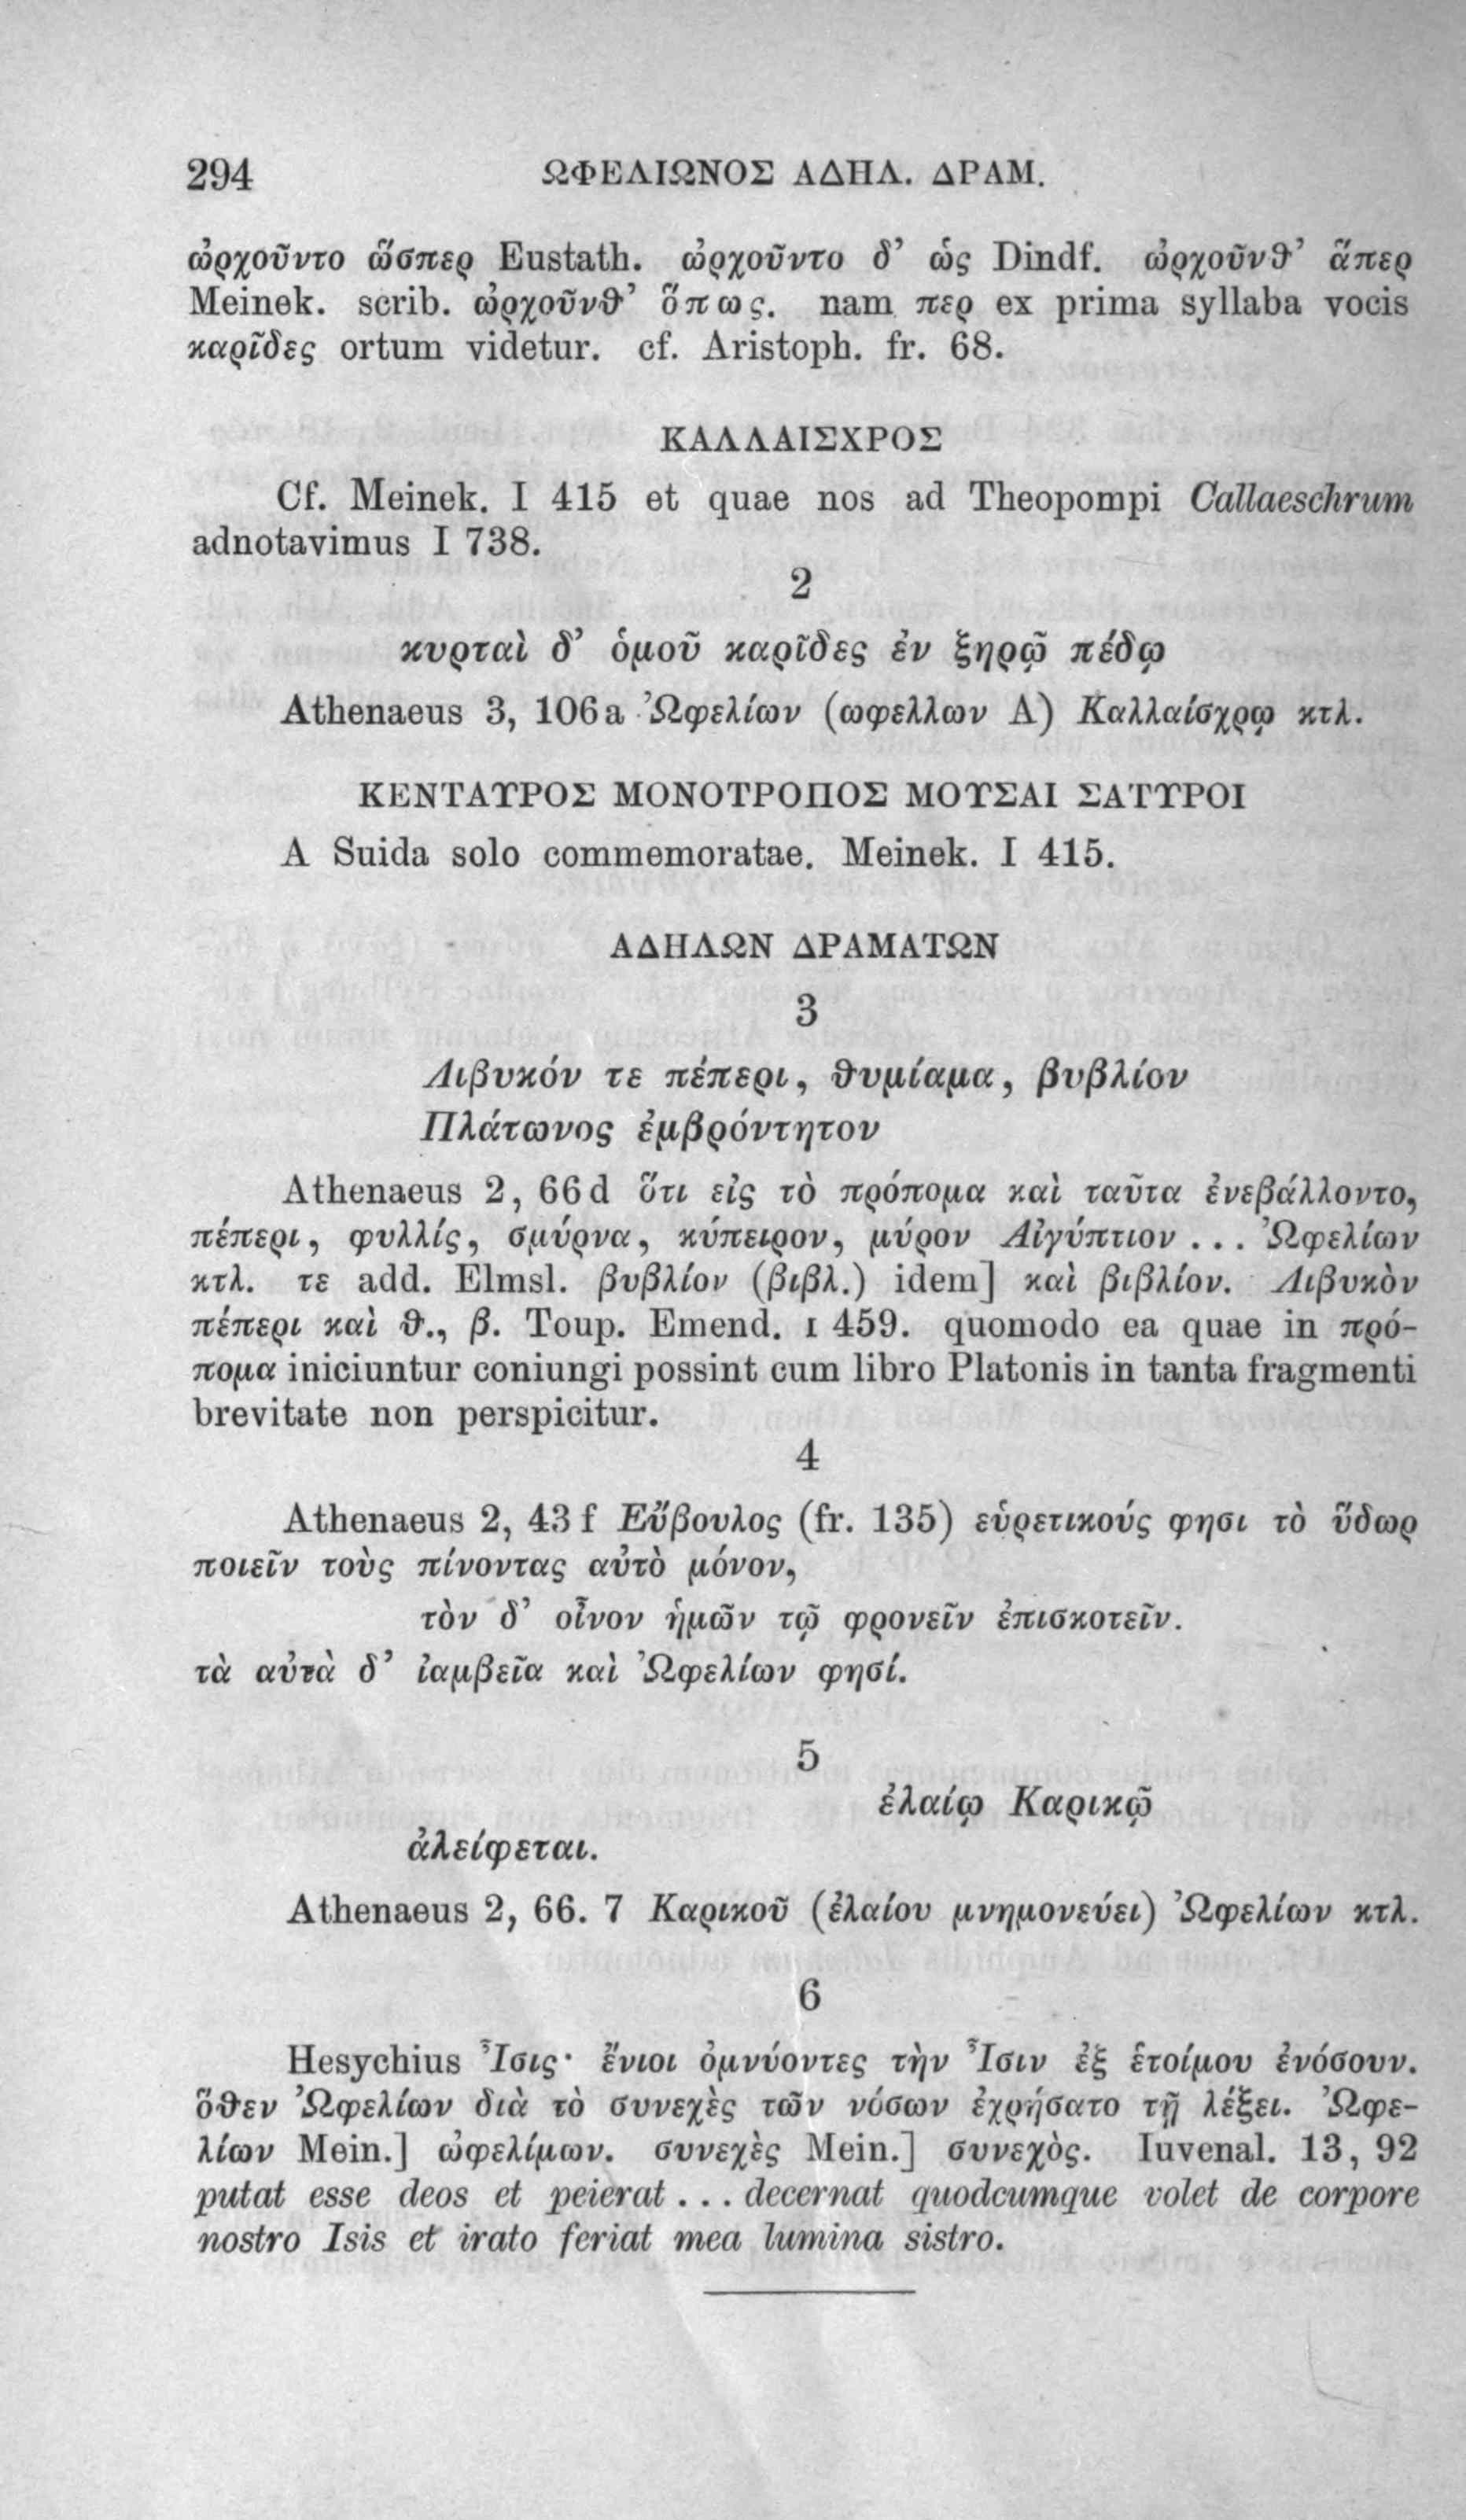 294 ΩΦΕΛΙΩΝΟΣ ΑΔΗΛ. ΔΡΑΜ.
ὠρχοῦντο ὥσπερ Eustath. ὠρχοῦντο δ’ ὡς Dindf. ὠρχοῦνθ’ ἅπερ
Meinek. scrib. ὠρχοῦνθ’ ὅπως. nam περ ex prima syllaba vocis
καρῖδες ortum videtur. cf. Aristoph. fr. 68.
ΚΑΛΛΑΙΣΧΡΟΣ
Cf. Meinek. I 415 et quae nos ad Theopompi Callaeschrum
adnotavimus I 738.
2
κυρταὶ δ’ ὁμοῦ καρῖδες ἐν ξηρῷ πέδῳ
Athenaeus 3, 106 a Ὠφελίων (ωφελλων A) Καλλαίσχρῳ κτλ.
ΚΕΝΤΑΥΡΟΣ ΜΟΝΟΤΡΟΠΟΣ ΜΟΥΣΑΙ ΣΑΤΥΡΟΙ
A Suida solo commemoratae. Meinek. I 415.
ΑΔΗΛΩΝ ΔΡΑΜΑΤΩΝ
3
Λιβυκόν τε πέπερι, θυμίαμα, βυβλίον
Πλάτωνος ἐμβρόντητον
Athenaeus 2, 66 d ὅτι εἰς τὸ πρόπομα καὶ ταῦτα ἐνεβάλλοντο,
πέπερι, φυλλίς, σμύρνα, κύπειρον, μύρον Αἰγύπτιον ... Ὠφελίων
κτλ. τε add. Elmsl. βυβλίον (βιβλ.) idem] καὶ βιβλίον. Λιβυκὸν
πέπερι καὶ θ., β. Toup. Emend. I 459. quomodo ea quae in πρό-
πομα iniciuntur coniungi possint cum libro Platonis in tanta fragmenti
brevitate non perspicitur.
4
Athenaeus 2, 43 f Εὔβουλος (fr. 135) εὑρετικούς φησι τὸ ὕδωρ
ποιεῖν τοὺς πίνοντας αὐτὸ μόνον,
τὸν δ’ οἶνον ἡμῶν τῷ φρονεῖν ἐπισκοτεῖν.
τὰ αὐτὰ δ’ ἰαμβεῖα καὶ Ὠφελίων φησί.
5
ἐλαίῳ Καρικῷ
ἀλείφεται.
Athenaeus 2, 66. 7 Καρικοῦ (ἐλαίου μνημονεύει) Ὠφελίων κτλ.
6
Hesychius Ἶσις· ἔνιοι ὀμνύοντες τὴν Ἶσιν ἐξ ἑτοίμου ἐνόσουν.
ὅθεν Ὠφελίων διὰ τὸ συνεχὲς τῶν νόσων ἐχρήσατο τῇ λέξει. Ὠφε-
λίων Mein.] ὠφελίμων. συνεχὲς Mein.] συνεχὸς. Iuvenal. 13, 92
putat esse deos et peierat ... decernat quodcumque volet de corpore
nostro Isis et irato feriat mea lumina sistro.